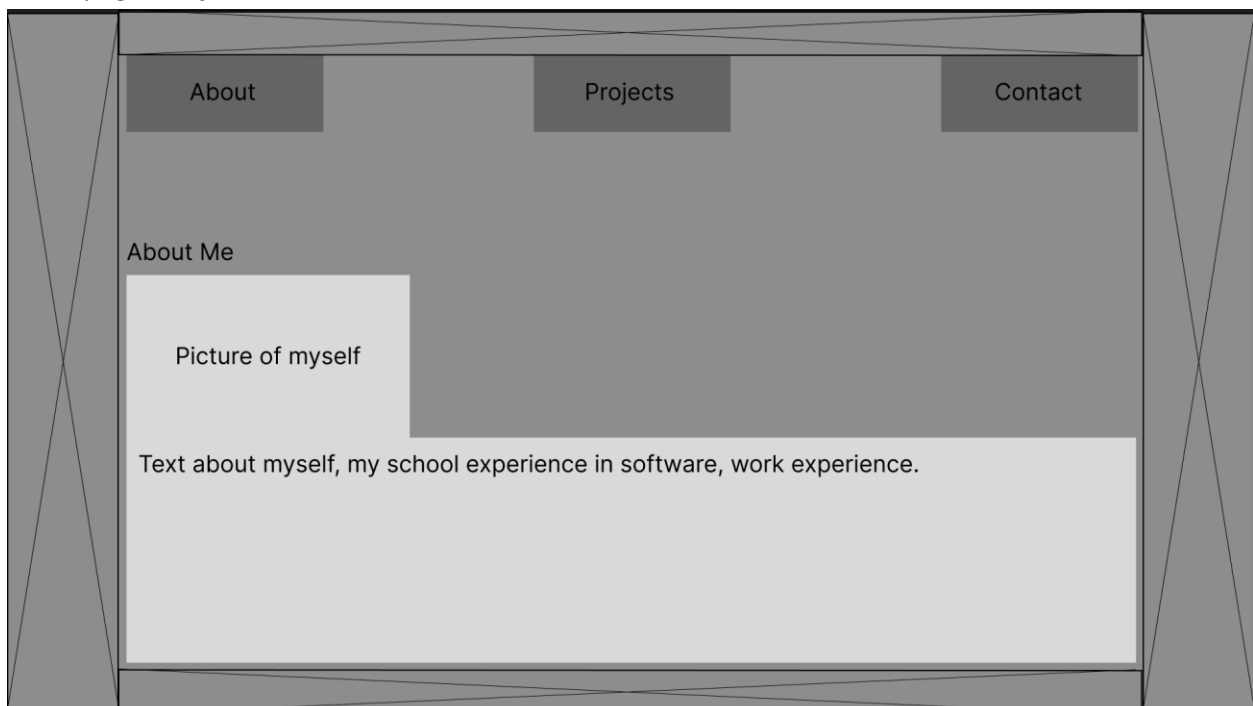 About
Projects
Contact
About Me
Picture of myself
Text about myself, my school experience in software, work experience.